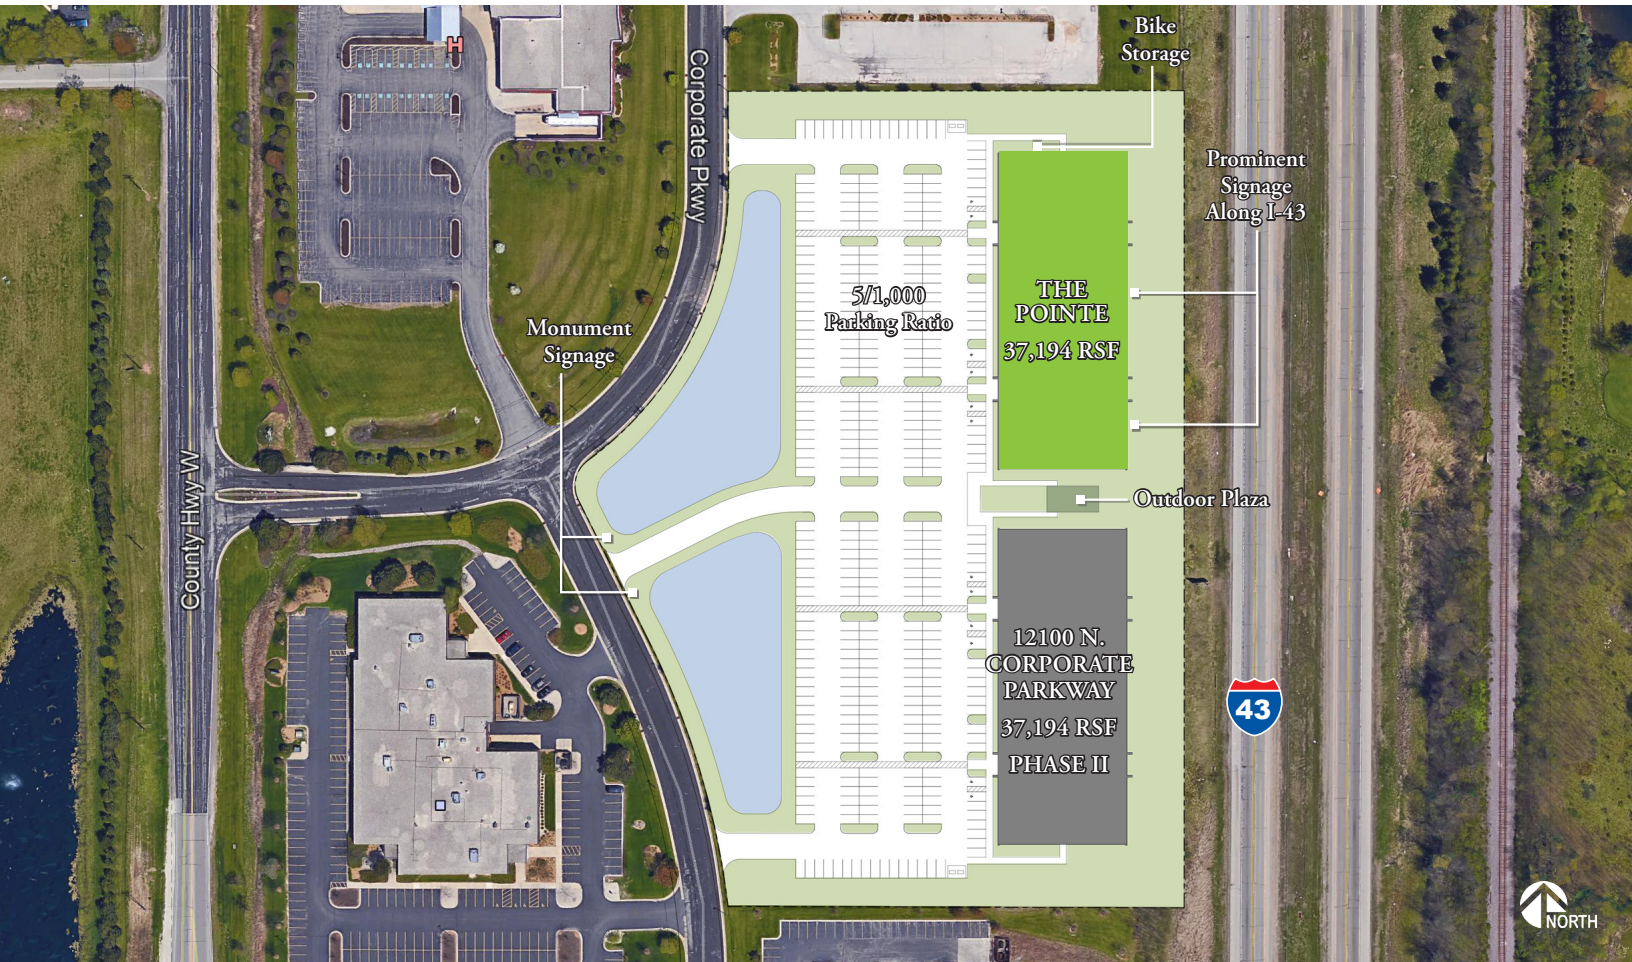 Bike
Storage
H
Corporate Pkwy
Prominent
Signage
Along I-43
5/1,000
Parking Ratio
THE
POINTE
37,194 RSF
Monument
Signage
County Hwy W
Outdoor Plaza
12100 N.
CORPORATE
PARKWAY
37,194 RSF
PHASE II
43
NORTH